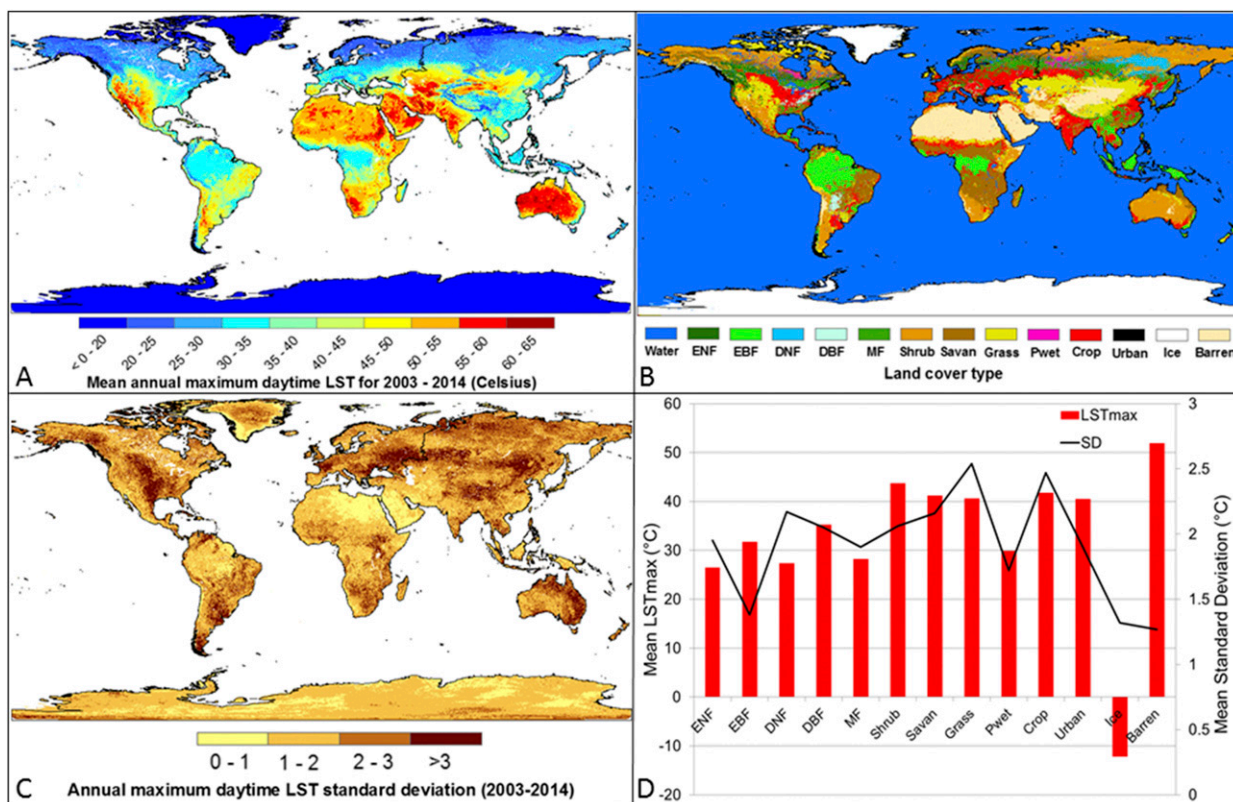 A
< 0 - 20
20 - 25
25 - 30
30 - 35
35 - 40
40 - 45
45 - 50
50 - 55
55 - 60
60 - 65
Mean annual maximum daytime LST for 2003 - 2014 (Celsius)
B
Water ENF EBF DNF DBF MF Shrub Savan Grass Pwet Crop Urban Ice Barren
Land cover type
C
0 - 1 1 - 2 2 - 3 >3
Annual maximum daytime LST standard deviation (2003-2014)
D
LSTmax
SD
Mean LSTmax (°C)
60
50
40
30
20
10
0
-10
-20
ENF
EBF
DNF
DBF
MF
Shrub
Savan
Grass
Pwet
Crop
Urban
Ice
Barren
3
2.5
2
1.5
1
0.5
0
Mean Standard Deviation (°C)